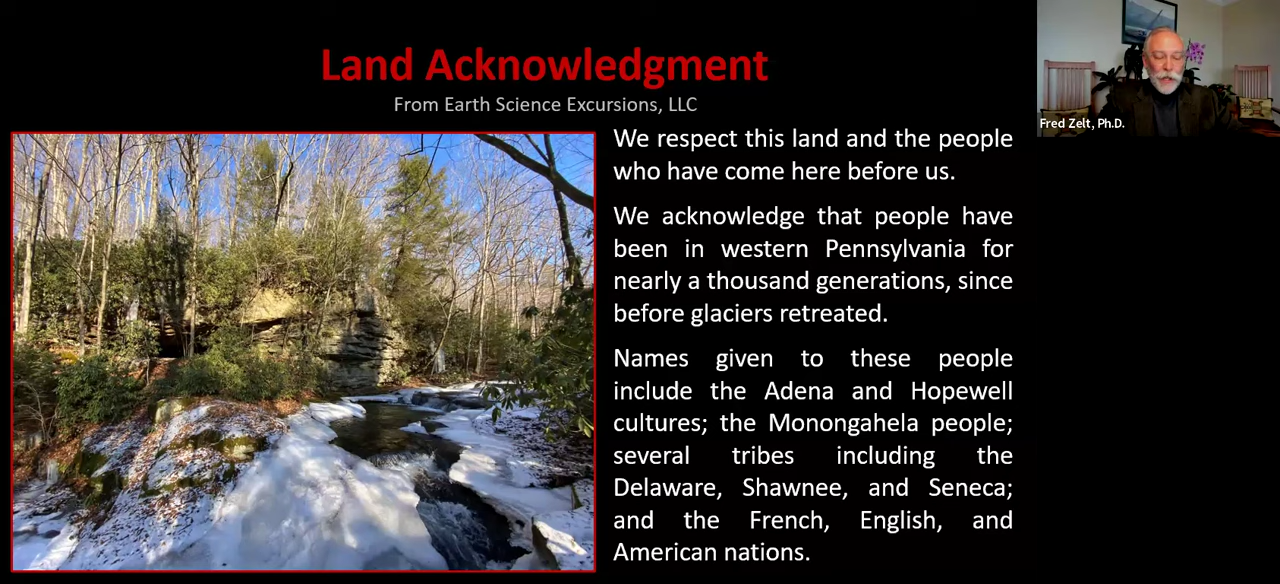 Land Acknowledgment
From Earth Science Excursions, LLC
We respect this land and the people
who have come here before us.
We acknowledge that people have
been in western Pennsylvania for
nearly a thousand generations, since
before glaciers retreated.
Names given to these people
include the Adena and Hopewell
cultures; the Monongahela people;
several tribes including the
Delaware, Shawnee, and Seneca;
and the French, English, and
American nations.
Fred Zelt, Ph.D.